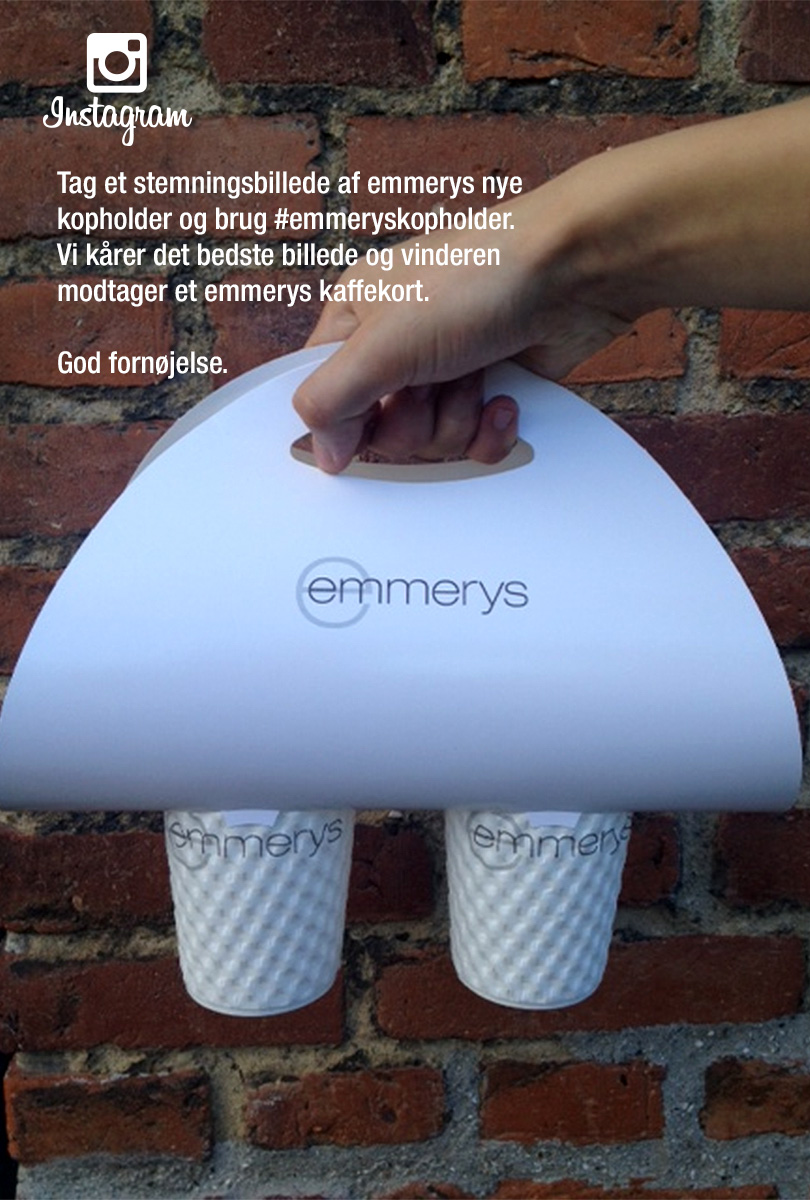 Instagram
Tag et stemningsbillede af emmerys nye
kopholder og brug #emmeryskopholder.
Vi kårer det bedste billede og vinderen
modtager et emmerys kaffekort.
God fornøjelse.
emmerys
emmerys
emmerys